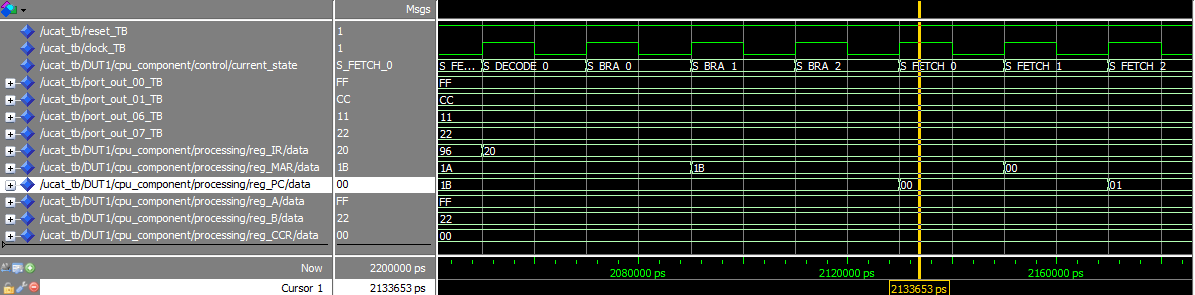 Msgs
/ucat_tb/reset_TB 1
/ucat_tb/clock_TB 1
/ucat_tb/DUT1/cpu_component/control/current_state S_FETCH_0 S_FE... S_DECODE_0 S_BRA_0 S_BRA_1 S_BRA_2 S_FETCH_0 S_FETCH_1 S_FETCH_2
/ucat_tb/port_out_00_TB FF FF
/ucat_tb/port_out_01_TB CC CC
/ucat_tb/port_out_06_TB 11 11
/ucat_tb/port_out_07_TB 22 22
/ucat_tb/DUT1/cpu_component/processing/reg_IR/data 20 96 20
/ucat_tb/DUT1/cpu_component/processing/reg_MAR/data 1B 1A 1B 00
/ucat_tb/DUT1/cpu_component/processing/reg_PC/data 00 1B 00 01
/ucat_tb/DUT1/cpu_component/processing/reg_A/data FF FF
/ucat_tb/DUT1/cpu_component/processing/reg_B/data 22 22
/ucat_tb/DUT1/cpu_component/processing/reg_CCR/data 00 00
Now 2200000 ps 2080000 ps 2120000 ps 2160000 ps
Cursor 1 2133653 ps 2133653 ps